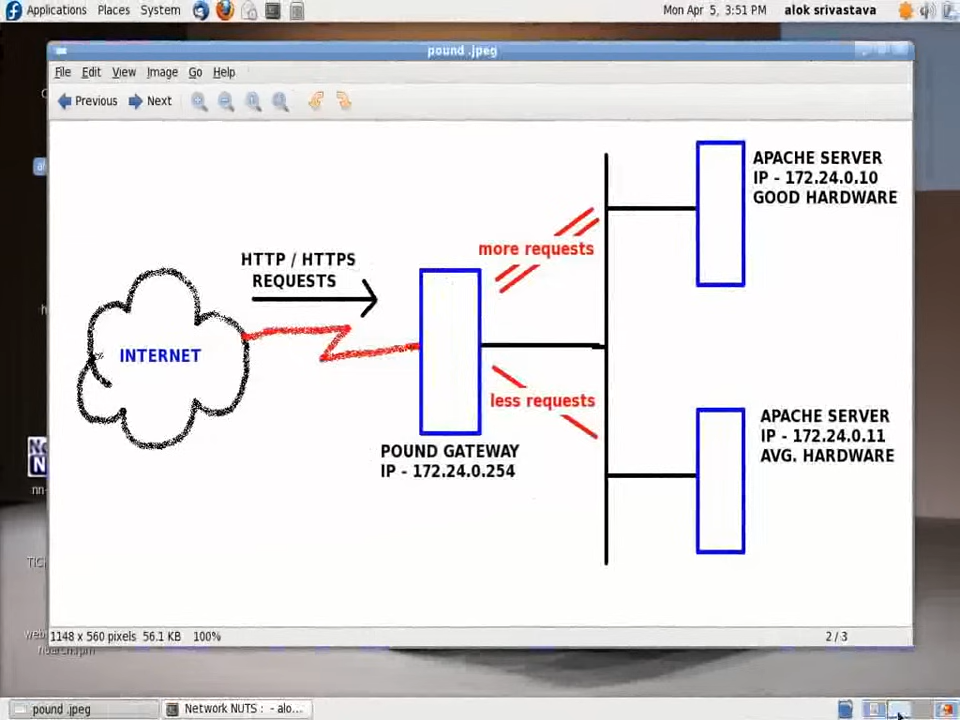 Applications Places System
Mon Apr 5, 3:51 PM alok srivastava
pound .jpeg
File Edit View Image Go Help
Previous Next
APACHE SERVER
IP - 172.24.0.10
GOOD HARDWARE
more requests
HTTP / HTTPS
REQUESTS
INTERNET
less requests
POUND GATEWAY
IP - 172.24.0.254
APACHE SERVER
IP - 172.24.0.11
AVG. HARDWARE
1148 x 560 pixels 56.1 KB 100%
2 / 3
pound .jpeg
Network NUTS : - alo...